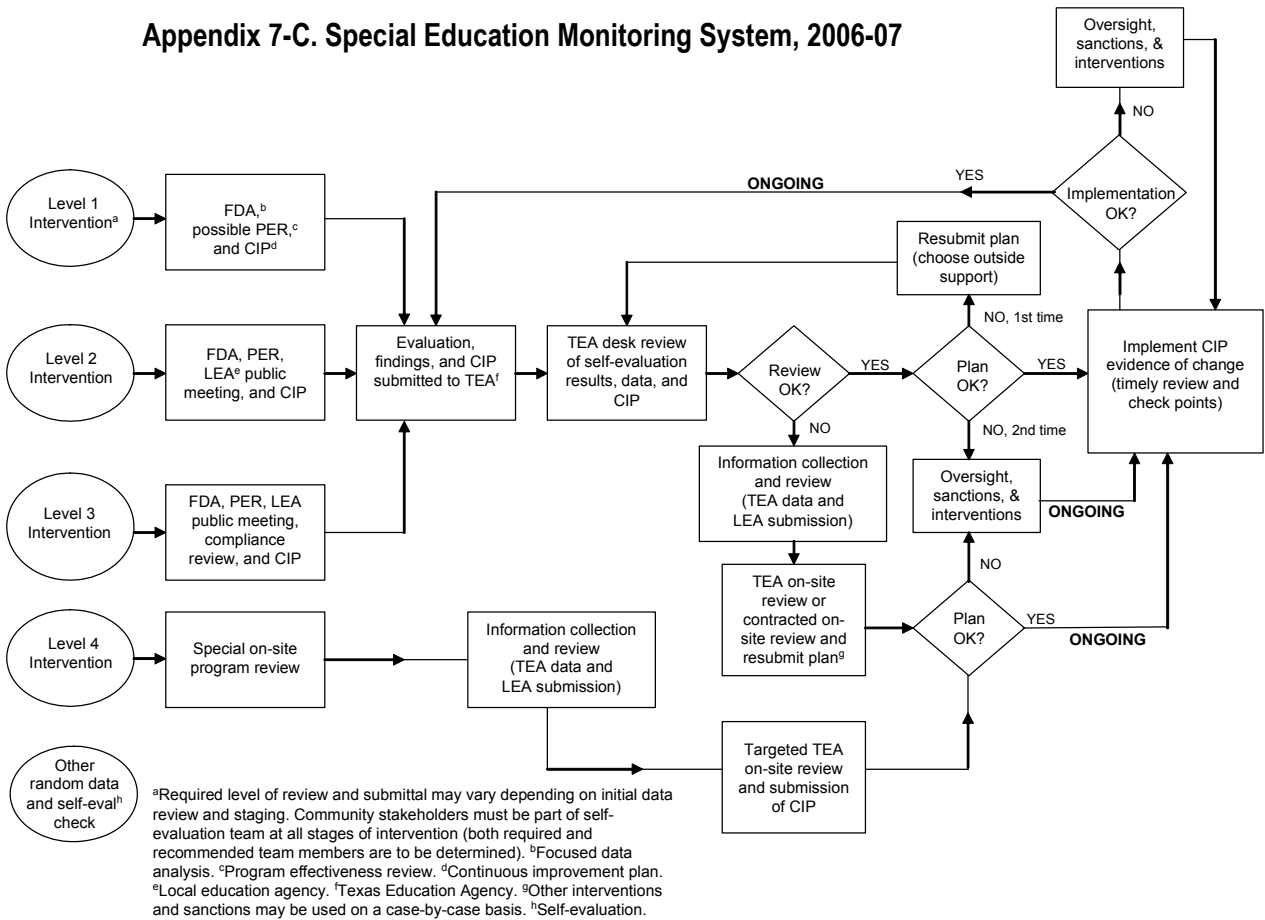 Appendix 7-C. Special Education Monitoring System, 2006-07
Oversight,
sanctions, &
interventions
NO
Level 1
Interventionᵃ
FDA,ᵇ
possible PER,ᶜ
and CIPᵈ
ONGOING
YES
Implementation
OK?
Resubmit plan
(choose outside
support)
NO, 1st time
Level 2
Intervention
FDA, PER,
LEAᵉ public
meeting, and CIP
Evaluation,
findings, and CIP
submitted to TEAᶠ
TEA desk review
of self-evaluation
results, data, and
CIP
Review
OK?
YES
Plan
OK?
YES
Implement CIP
evidence of change
(timely review and
check points)
NO
NO, 2nd time
Level 3
Intervention
FDA, PER, LEA
public meeting,
compliance
review, and CIP
Information collection
and review
(TEA data and
LEA submission)
Oversight,
sanctions, &
interventions
ONGOING
NO
TEA on-site
review or
contracted on-
site review and
resubmit planᵍ
Plan
OK?
YES
ONGOING
Level 4
Intervention
Special on-site
program review
Information collection
and review
(TEA data and
LEA submission)
Targeted TEA
on-site review
and submission
of CIP
Other
random data
and self-evalʰ
check
ᵃRequired level of review and submittal may vary depending on initial data
review and staging. Community stakeholders must be part of self-
evaluation team at all stages of intervention (both required and
recommended team members are to be determined). ᵇFocused data
analysis. ᶜProgram effectiveness review. ᵈContinuous improvement plan.
ᵉLocal education agency. ᶠTexas Education Agency. ᵍOther interventions
and sanctions may be used on a case-by-case basis. ʰSelf-evaluation.